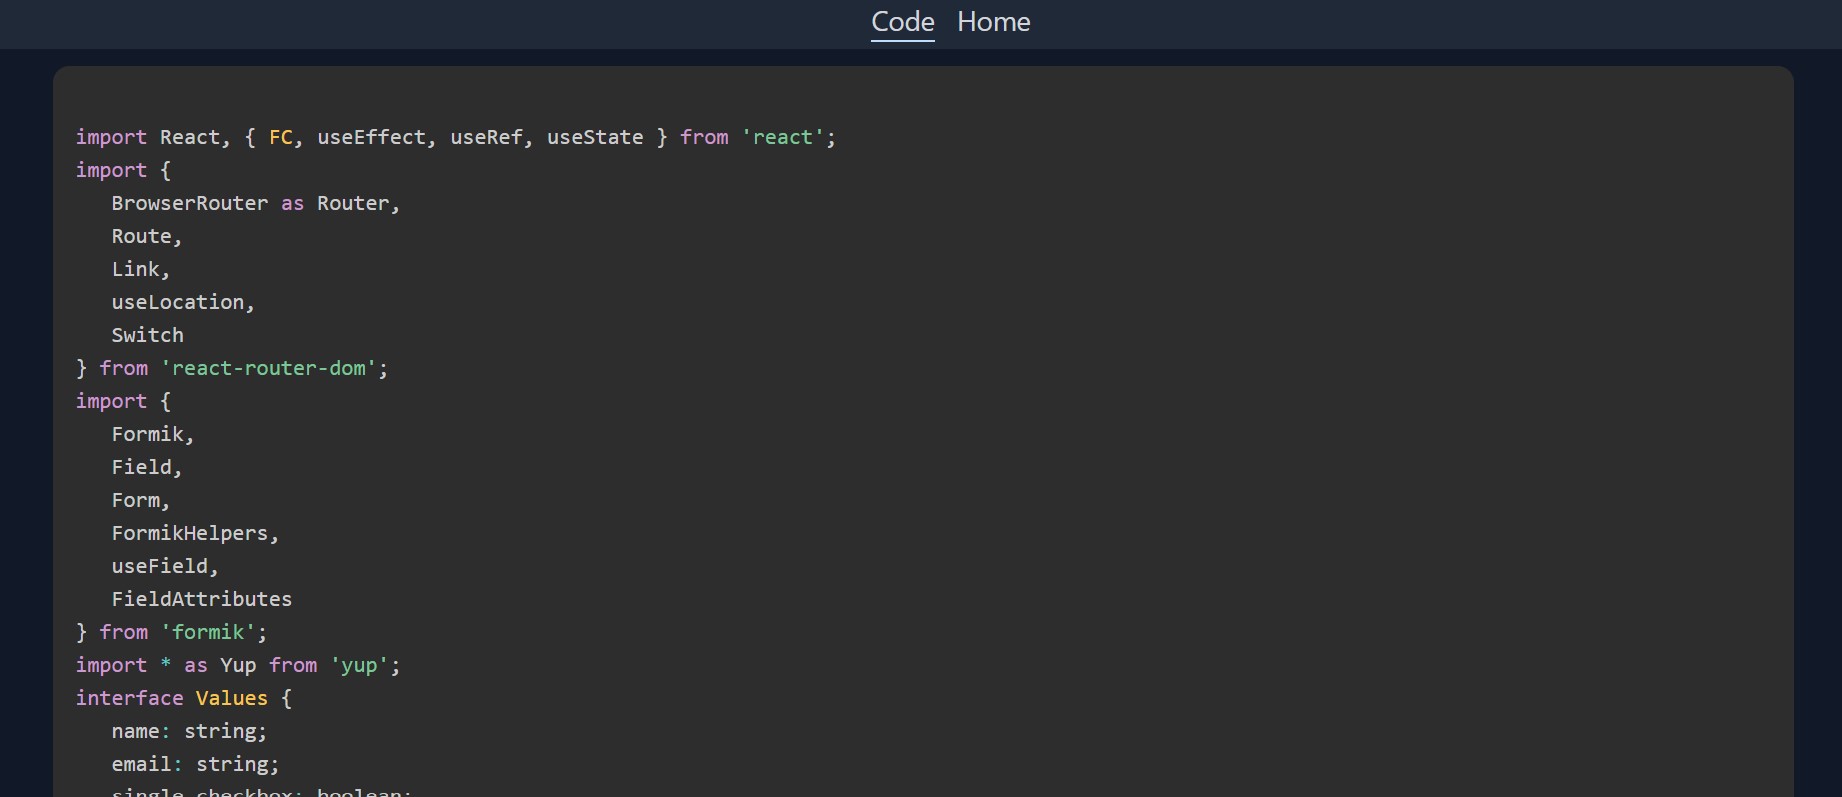 Code Home
import React, { FC, useEffect, useRef, useState } from 'react';
import {
   BrowserRouter as Router,
   Route,
   Link,
   useLocation,
   Switch
} from 'react-router-dom';
import {
   Formik,
   Field,
   Form,
   FormikHelpers,
   useField,
   FieldAttributes
} from 'formik';
import * as Yup from 'yup';
interface Values {
   name: string;
   email: string;
   single_checkbox: boolean;